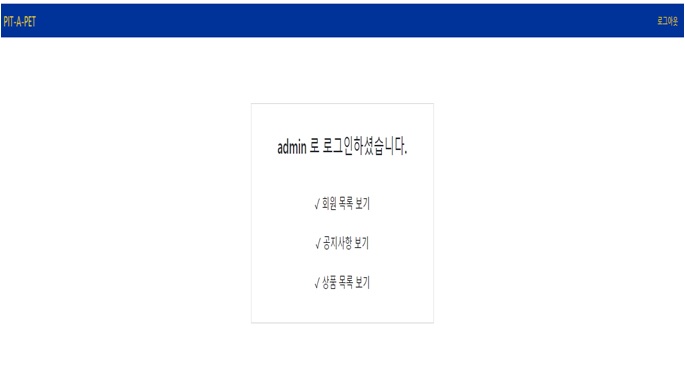 PIT-A-PET
로그아웃
admin 로 로그인하셨습니다.
√ 회원 목록 보기
√ 공지사항 보기
√ 상품 목록 보기